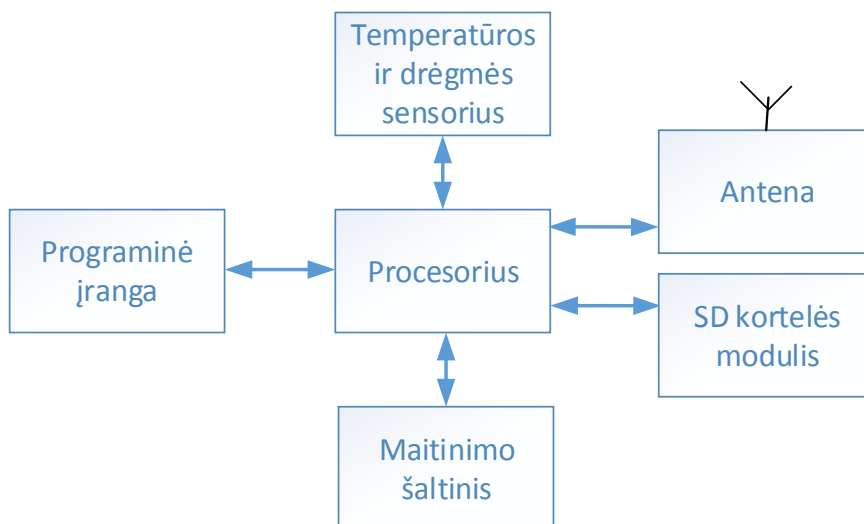 Temperatūros
ir drėgmės
sensorius
Antena
Programinė
įranga
Procesorius
SD kortelės
modulis
Maitinimo
šaltinis